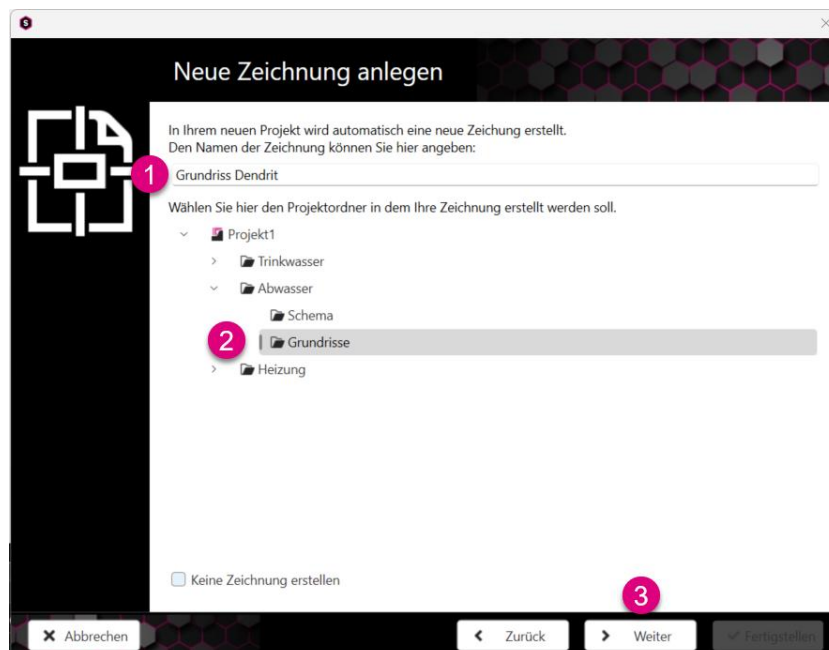 Neue Zeichnung anlegen
In Ihrem neuen Projekt wird automatisch eine neue Zeichung erstellt.
Den Namen der Zeichnung können Sie hier angeben:
1
Grundriss Dendrit
Wählen Sie hier den Projektordner in dem Ihre Zeichnung erstellt werden soll.
Projekt1
Trinkwasser
Abwasser
Schema
2
Grundrisse
Heizung
Keine Zeichnung erstellen
3
Abbrechen
Zurück
Weiter
Fertigstellen